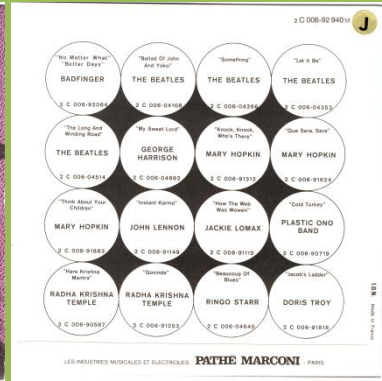 2 C 006-92 940 M
J
"No Matter What"
"Better Days"
BADFINGER
2 C 006-92064
"Ballad Of John
And Yoko"
THE BEATLES
2 C 006-04108
"Something"
THE BEATLES
2 C 006-04266
"Let It Be"
THE BEATLES
2 C 006-04353
"The Long And
Winding Road"
THE BEATLES
2 C 006-04514
"My Sweet Lord"
GEORGE
HARRISON
2 C 006-04692
"Knock, Knock,
Who's There"
MARY HOPKIN
2 C 006-91312
"Que Sera, Sera"
MARY HOPKIN
2 C 006-91624
"Think About Your
Children"
MARY HOPKIN
2 C 006-91883
"Instant Karma"
JOHN LENNON
2 C 006-91149
"How The Web
Was Woven"
JACKIE LOMAX
2 C 006-91115
"Cold Turkey"
PLASTIC ONO
BAND
2 C 006-90719
"Hare Krishna
Mantra"
RADHA KRISHNA
TEMPLE
2 C 006-90587
"Govinda"
RADHA KRISHNA
TEMPLE
2 C 006-91253
"Beaucoup Of
Blues"
RINGO STARR
2 C 006-04645
"Jacob's Ladder"
DORIS TROY
2 C 006-91818
I.D.N. Made in France
LES INDUSTRIES MUSICALES ET ELECTRIQUES PATHE MARCONI - PARIS